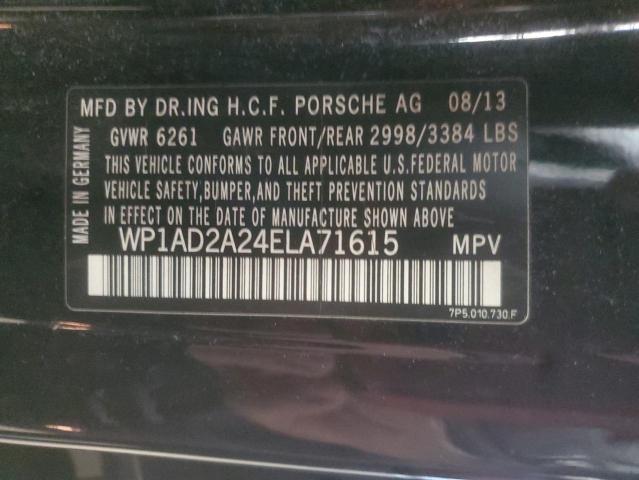 MFD BY DR.ING H.C.F. PORSCHE AG 08/13
GVWR 6261 GAWR FRONT/REAR 2998/3384 LBS
THIS VEHICLE CONFORMS TO ALL APPLICABLE U.S.FEDERAL MOTOR
VEHICLE SAFETY,BUMPER,AND THEFT PREVENTION STANDARDS
IN EFFECT ON THE DATE OF MANUFACTURE SHOWN ABOVE.
WP1AD2A24ELA71615 MPV
7P5.010.730.F
MADE IN GERMANY